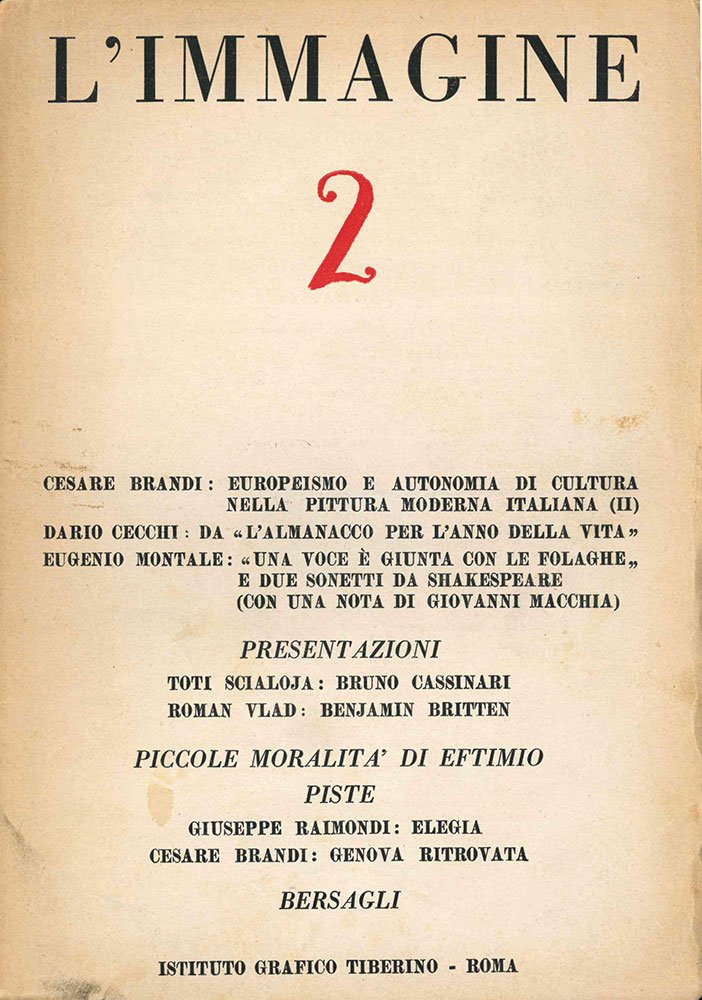 L'IMMAGINE
2
CESARE BRANDI: EUROPEISMO E AUTONOMIA DI CULTURA
NELLA PITTURA MODERNA ITALIANA (II)
DARIO CECCHI: DA “L'ALMANACCO PER L'ANNO DELLA VITA”
EUGENIO MONTALE: “UNA VOCE È GIUNTA CON LE FOLAGHE„
E DUE SONETTI DA SHAKESPEARE
(CON UNA NOTA DI GIOVANNI MACCHIA)
PRESENTAZIONI
TOTI SCIALOJA: BRUNO CASSINARI
ROMAN VLAD: BENJAMIN BRITTEN
PICCOLE MORALITA' DI EFTIMIO
PISTE
GIUSEPPE RAIMONDI: ELEGIA
CESARE BRANDI: GENOVA RITROVATA
BERSAGLI
ISTITUTO GRAFICO TIBERINO - ROMA